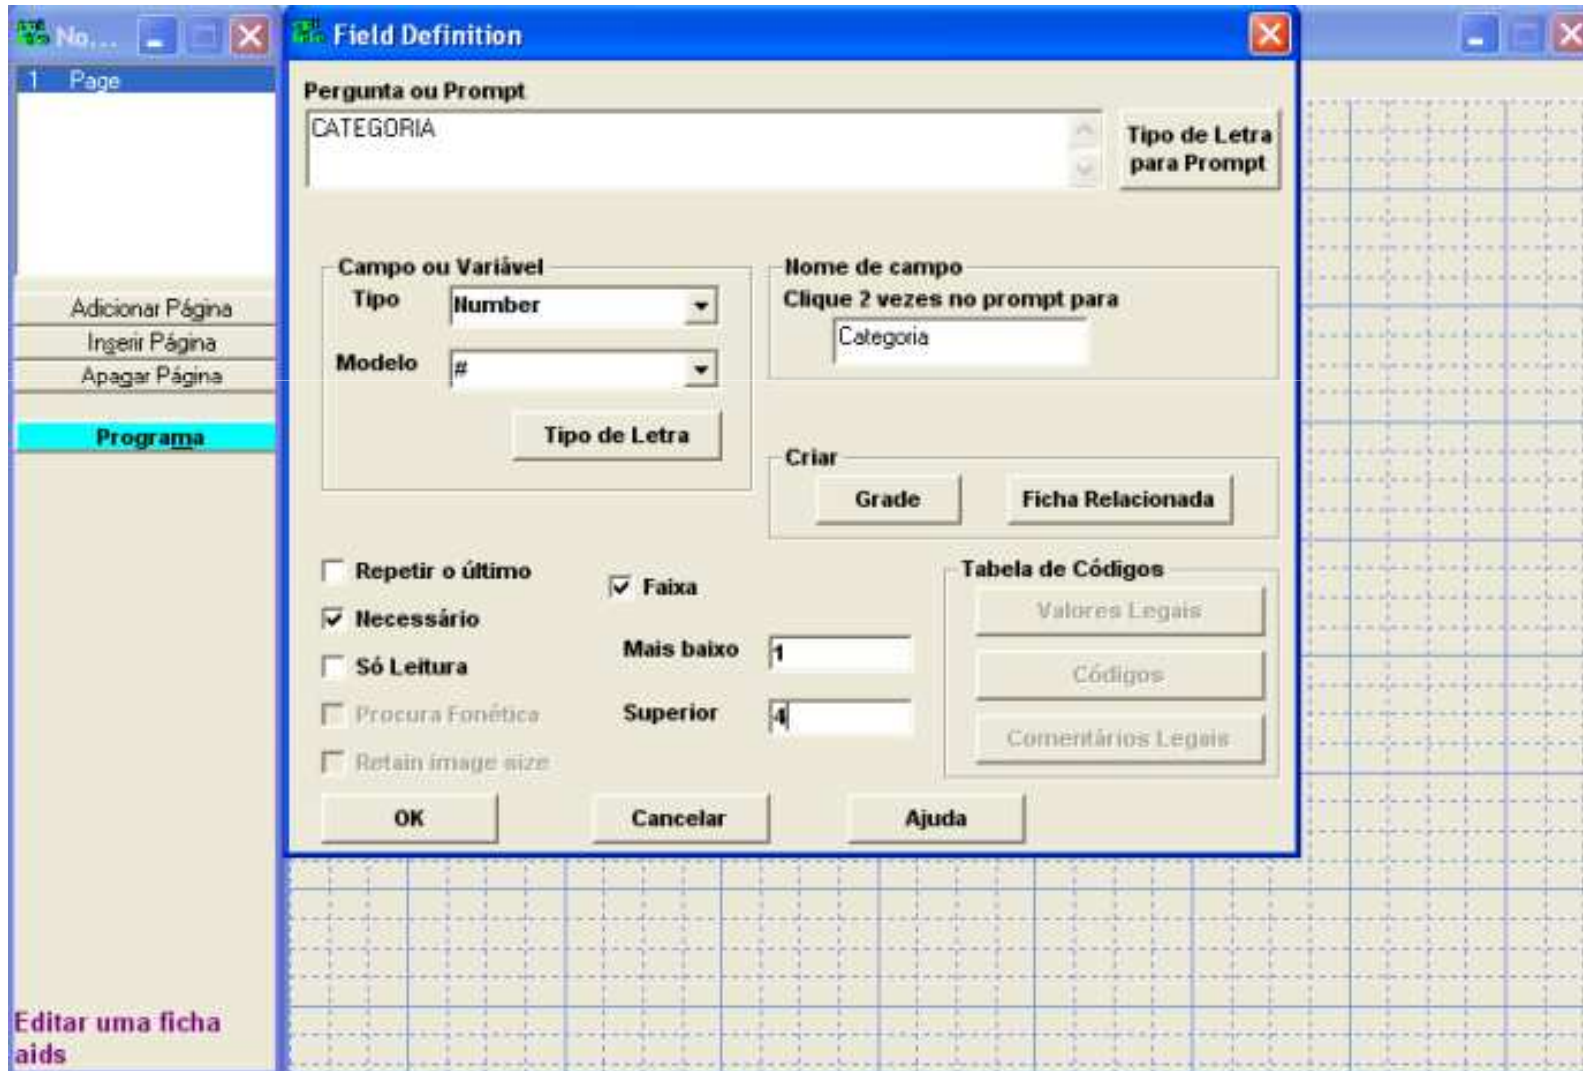 No...
Field Definition
1 Page
Pergunta ou Prompt
CATEGORIA
Tipo de Letra
para Prompt
Campo ou Variável
Tipo
Number
Modelo
#
Tipo de Letra
Nome de campo
Clique 2 vezes no prompt para
Categoria
Adicionar Página
Inserir Página
Apagar Página
Programa
Criar
Grade
Ficha Relacionada
Repetir o último
Necessário
Só Leitura
Procura Fonética
Retain image size
Faixa
Mais baixo
1
Superior
4
Tabela de Códigos
Valores Legais
Códigos
Comentários Legais
OK
Cancelar
Ajuda
Editar uma ficha
aids